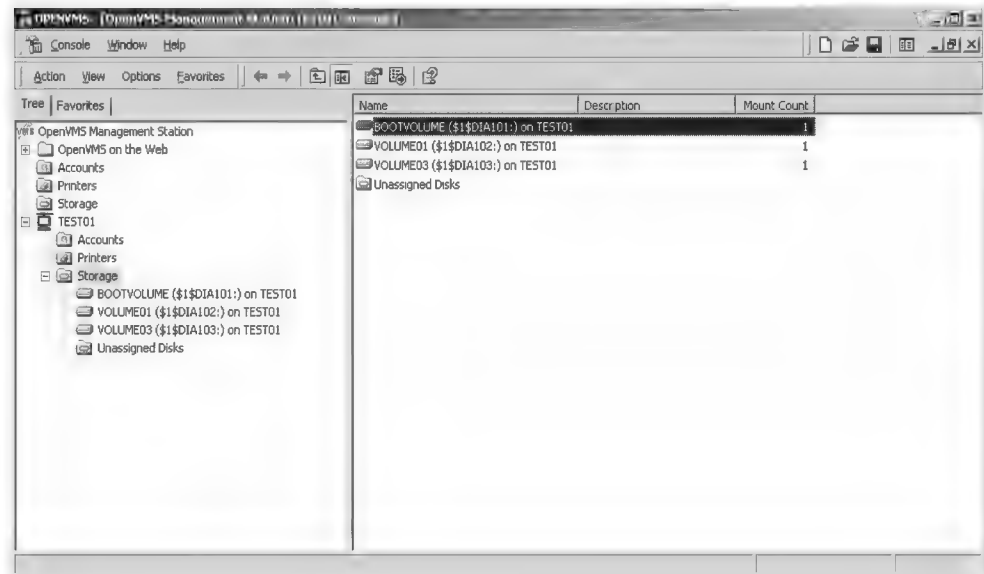 OPENVMS - [OpenVMS Management
Console Window Help
Action View Options Favorites
Tree Favorites
OpenVMS Management Station
OpenVMS on the Web
Accounts
Printers
Storage
TEST01
Accounts
Printers
Storage
BOOTVOLUME ($1$DIA101:) on TEST01
VOLUME01 ($1$DIA102:) on TEST01
VOLUME03 ($1$DIA103:) on TEST01
Unassigned Disks
Name Description Mount Count
BOOTVOLUME ($1$DIA101:) on TEST01 1
VOLUME01 ($1$DIA102:) on TEST01 1
VOLUME03 ($1$DIA103:) on TEST01 1
Unassigned Disks